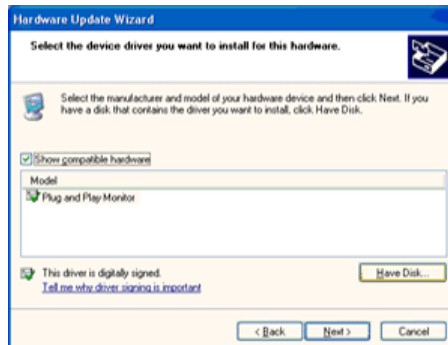 Hardware Update Wizard
Select the device driver you want to install for this hardware.
Select the manufacturer and model of your hardware device and then click Next. If you
have a disk that contains the driver you want to install, click Have Disk.
Show compatible hardware
Model
Plug and Play Monitor
This driver is digitally signed.
Tell me why driver signing is important
Have Disk...
< Back
Next >
Cancel